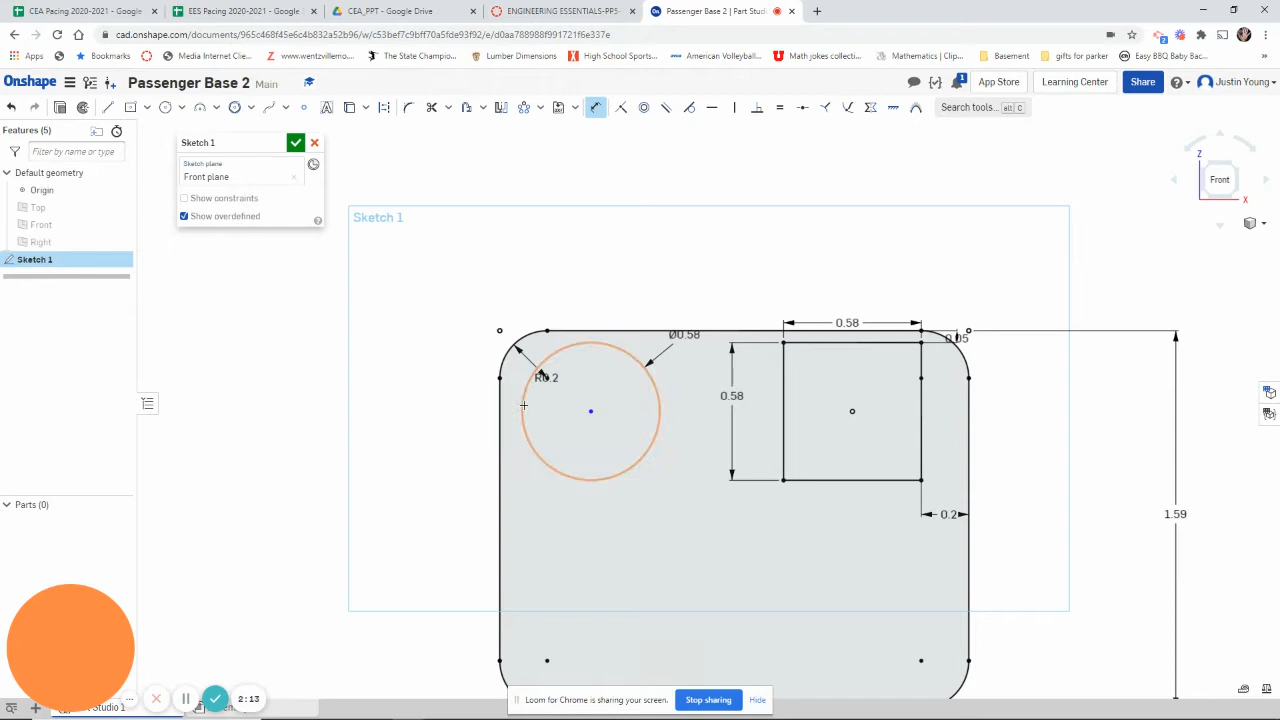 CEA Pacing 2020-2021 - Google
EES Pacing 2020-2021 - Google
CEA_PPT - Google Drive
ENGINEERING ESSENTIALS-PPS-
Passenger Base 2 | Part Studi
cad.onshape.com/documents/965c468f45e6c4b832a52b96/w/c53bef7c9bff70a5fde93f92/e/d0aa788988f991721f6e337e
Apps
Bookmarks
Media Internet Clie...
www.wentzvillemo...
The State Champio...
Lumber Dimensions
High School Sports...
American Volleyball...
Math jokes collecti...
Mathematics | Clip...
Basement
gifts for parker
Easy BBQ Baby Bac...
Onshape
Passenger Base 2 Main
1
App Store
Learning Center
Share
Justin Young
Search tools... alt C
Features (5)
Filter by name or type
Default geometry
Origin
Top
Front
Right
Sketch 1
Parts (0)
Sketch 1
Sketch plane
Front plane
Show constraints
Show overdefined
Sketch 1
Z
Front
X
0.58
Ø0.58
0.05
R0.2
0.58
0.2
1.59
2:13
Loom for Chrome is sharing your screen.
Stop sharing
Hide
Studio 1